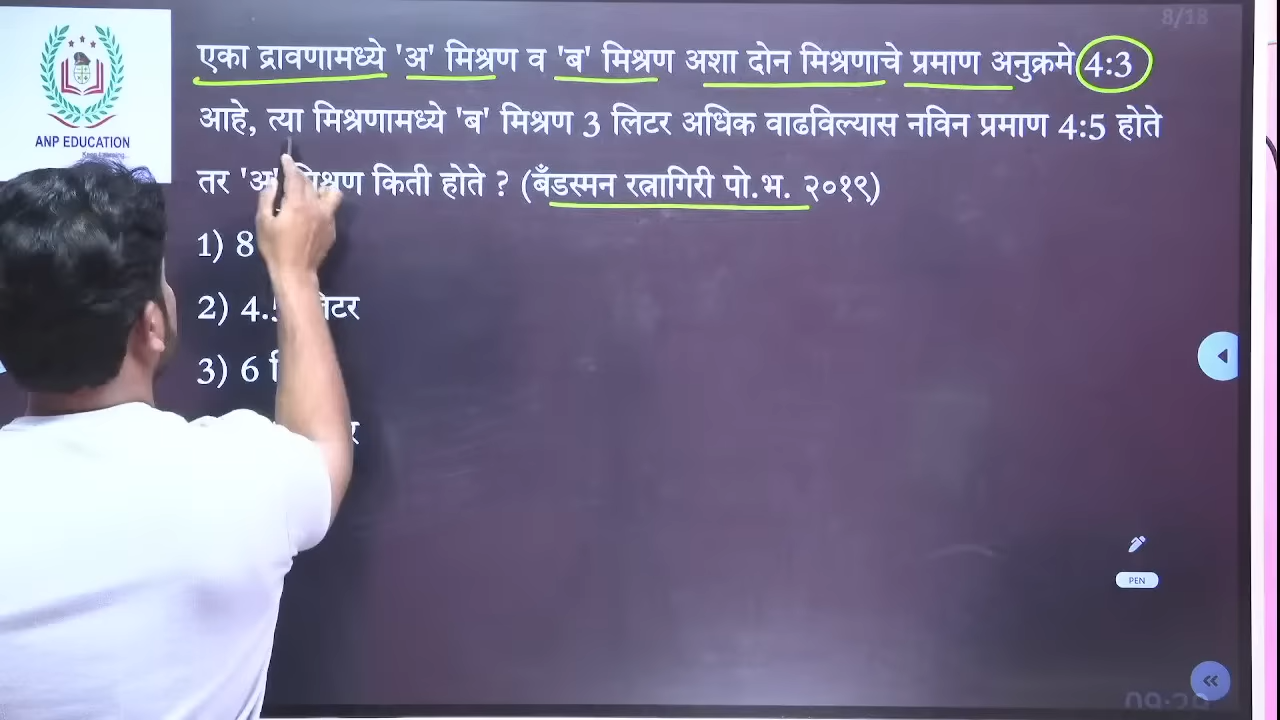 8/18
एका द्रावणामध्ये 'अ' मिश्रण व 'ब' मिश्रण अशा दोन मिश्रणाचे प्रमाण अनुक्रमे 4:3
आहे, त्या मिश्रणामध्ये 'ब' मिश्रण 3 लिटर अधिक वाढविल्यास नविन प्रमाण 4:5 होते
तर 'अ' मिश्रण किती होते ? (बँडस्मन रत्नागिरी पो.भ. २०१९)
1) 8
2) 4.5 लिटर
3) 6
ANP EDUCATION
PEN